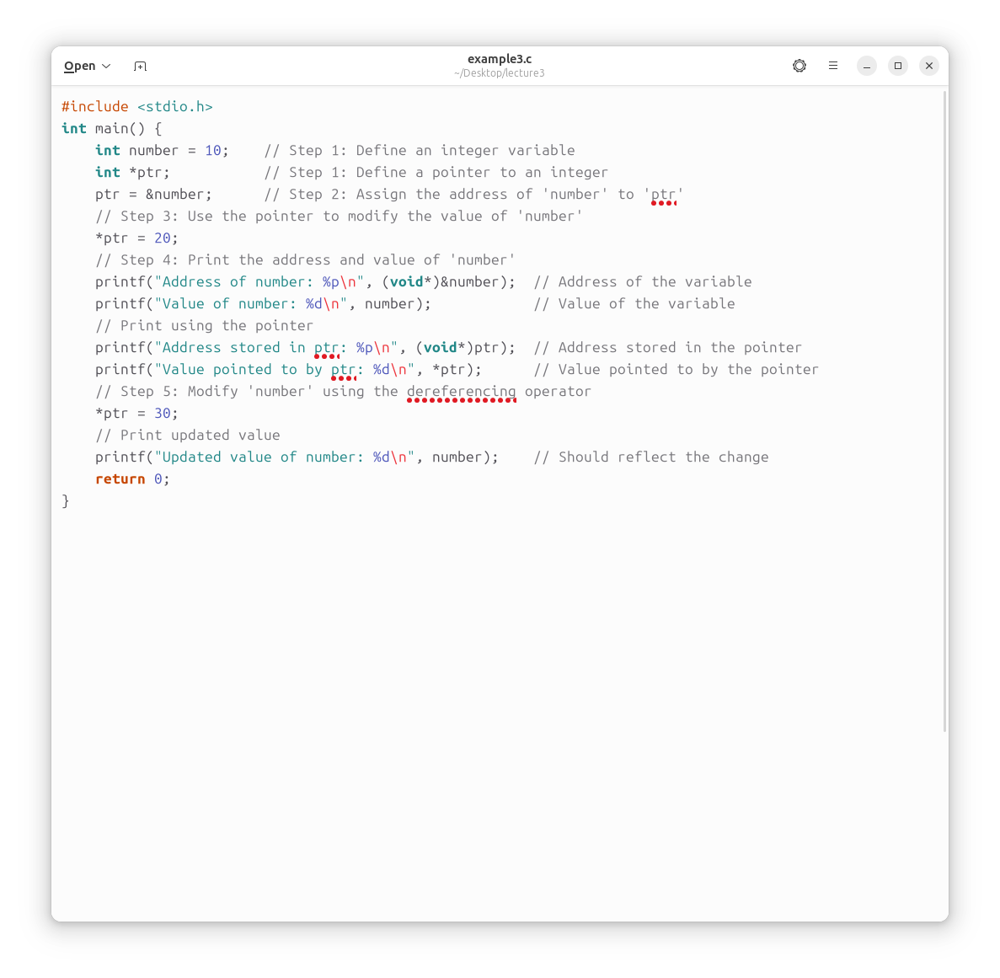 Open
example3.c
~/Desktop/lecture3
#include <stdio.h>
int main() {
    int number = 10;    // Step 1: Define an integer variable
    int *ptr;           // Step 1: Define a pointer to an integer
    ptr = &number;      // Step 2: Assign the address of 'number' to 'ptr'
    // Step 3: Use the pointer to modify the value of 'number'
    *ptr = 20;
    // Step 4: Print the address and value of 'number'
    printf("Address of number: %p\n", (void*)&number);  // Address of the variable
    printf("Value of number: %d\n", number);            // Value of the variable
    // Print using the pointer
    printf("Address stored in ptr: %p\n", (void*)ptr);  // Address stored in the pointer
    printf("Value pointed to by ptr: %d\n", *ptr);      // Value pointed to by the pointer
    // Step 5: Modify 'number' using the dereferencing operator
    *ptr = 30;
    // Print updated value
    printf("Updated value of number: %d\n", number);    // Should reflect the change
    return 0;
}